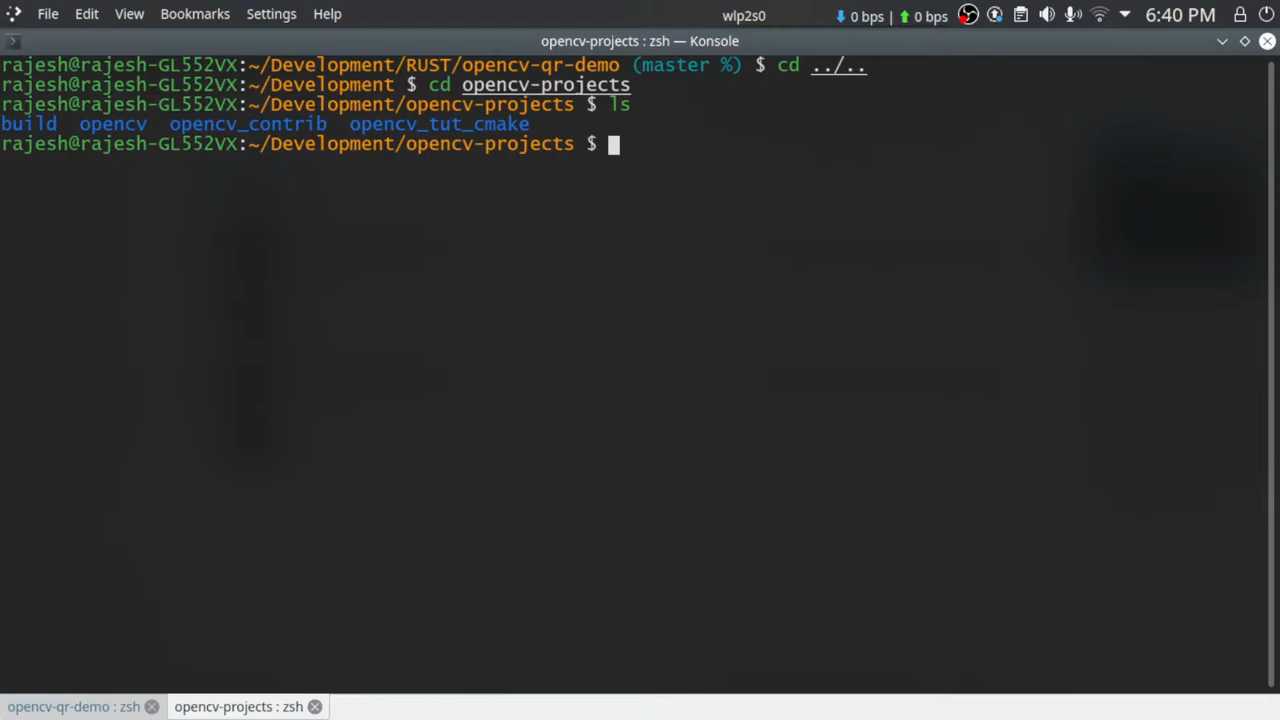 File Edit View Bookmarks Settings Help wlp2s0 0 bps | 0 bps 6:40 PM
opencv-projects : zsh — Konsole
rajesh@rajesh-GL552VX:~/Development/RUST/opencv-qr-demo (master %) $ cd ../..
rajesh@rajesh-GL552VX:~/Development $ cd opencv-projects
rajesh@rajesh-GL552VX:~/Development/opencv-projects $ ls
build opencv opencv_contrib opencv_tut_cmake
rajesh@rajesh-GL552VX:~/Development/opencv-projects $
opencv-qr-demo : zsh opencv-projects : zsh